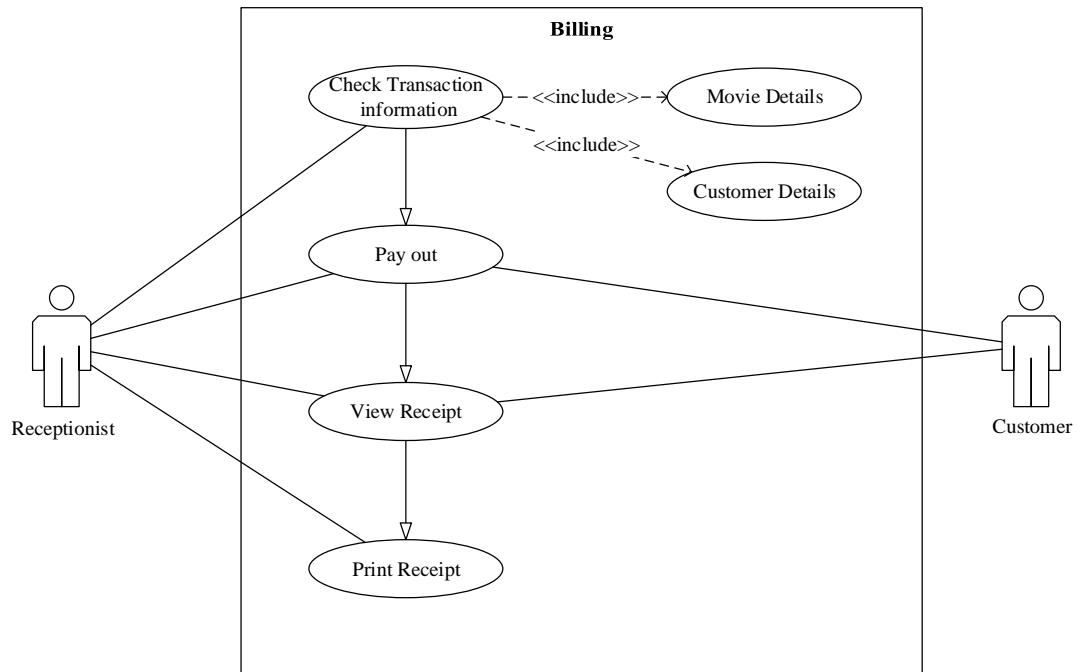 Billing
Check Transaction
information
<<include>>
Movie Details
<<include>>
Customer Details
Pay out
View Receipt
Receptionist
Customer
Print Receipt